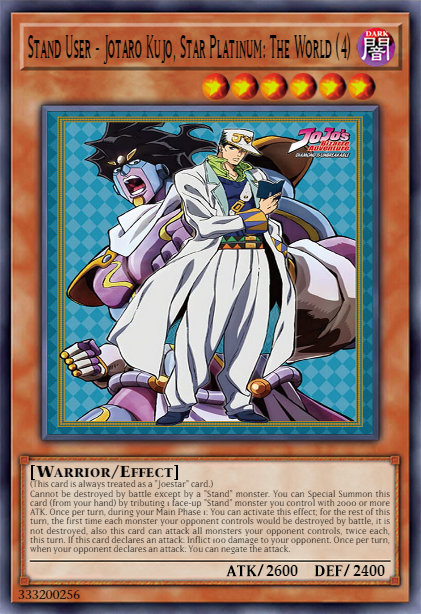 Stand User - Jotaro Kujo, Star Platinum: The World (4)
DARK
闇
JoJo's
Bizarre
Adventure
DIAMOND IS UNBREAKABLE
[Warrior/Effect]
(This card is always treated as a "Joestar" card.)
Cannot be destroyed by battle except by a "Stand" monster. You can Special Summon this
card (from your hand) by tributing 1 face-up "Stand" monster you control with 2000 or more
ATK. Once per turn, during your Main Phase 1: You can activate this effect; for the rest of this
turn, the first time each monster your opponent controls would be destroyed by battle, it is
not destroyed, also this card can attack all monsters your opponent controls, twice each,
this turn. If this card declares an attack: Inflict 100 damage to your opponent. Once per turn,
when your opponent declares an attack: You can negate the attack.
ATK/2600 DEF/2400
333200256